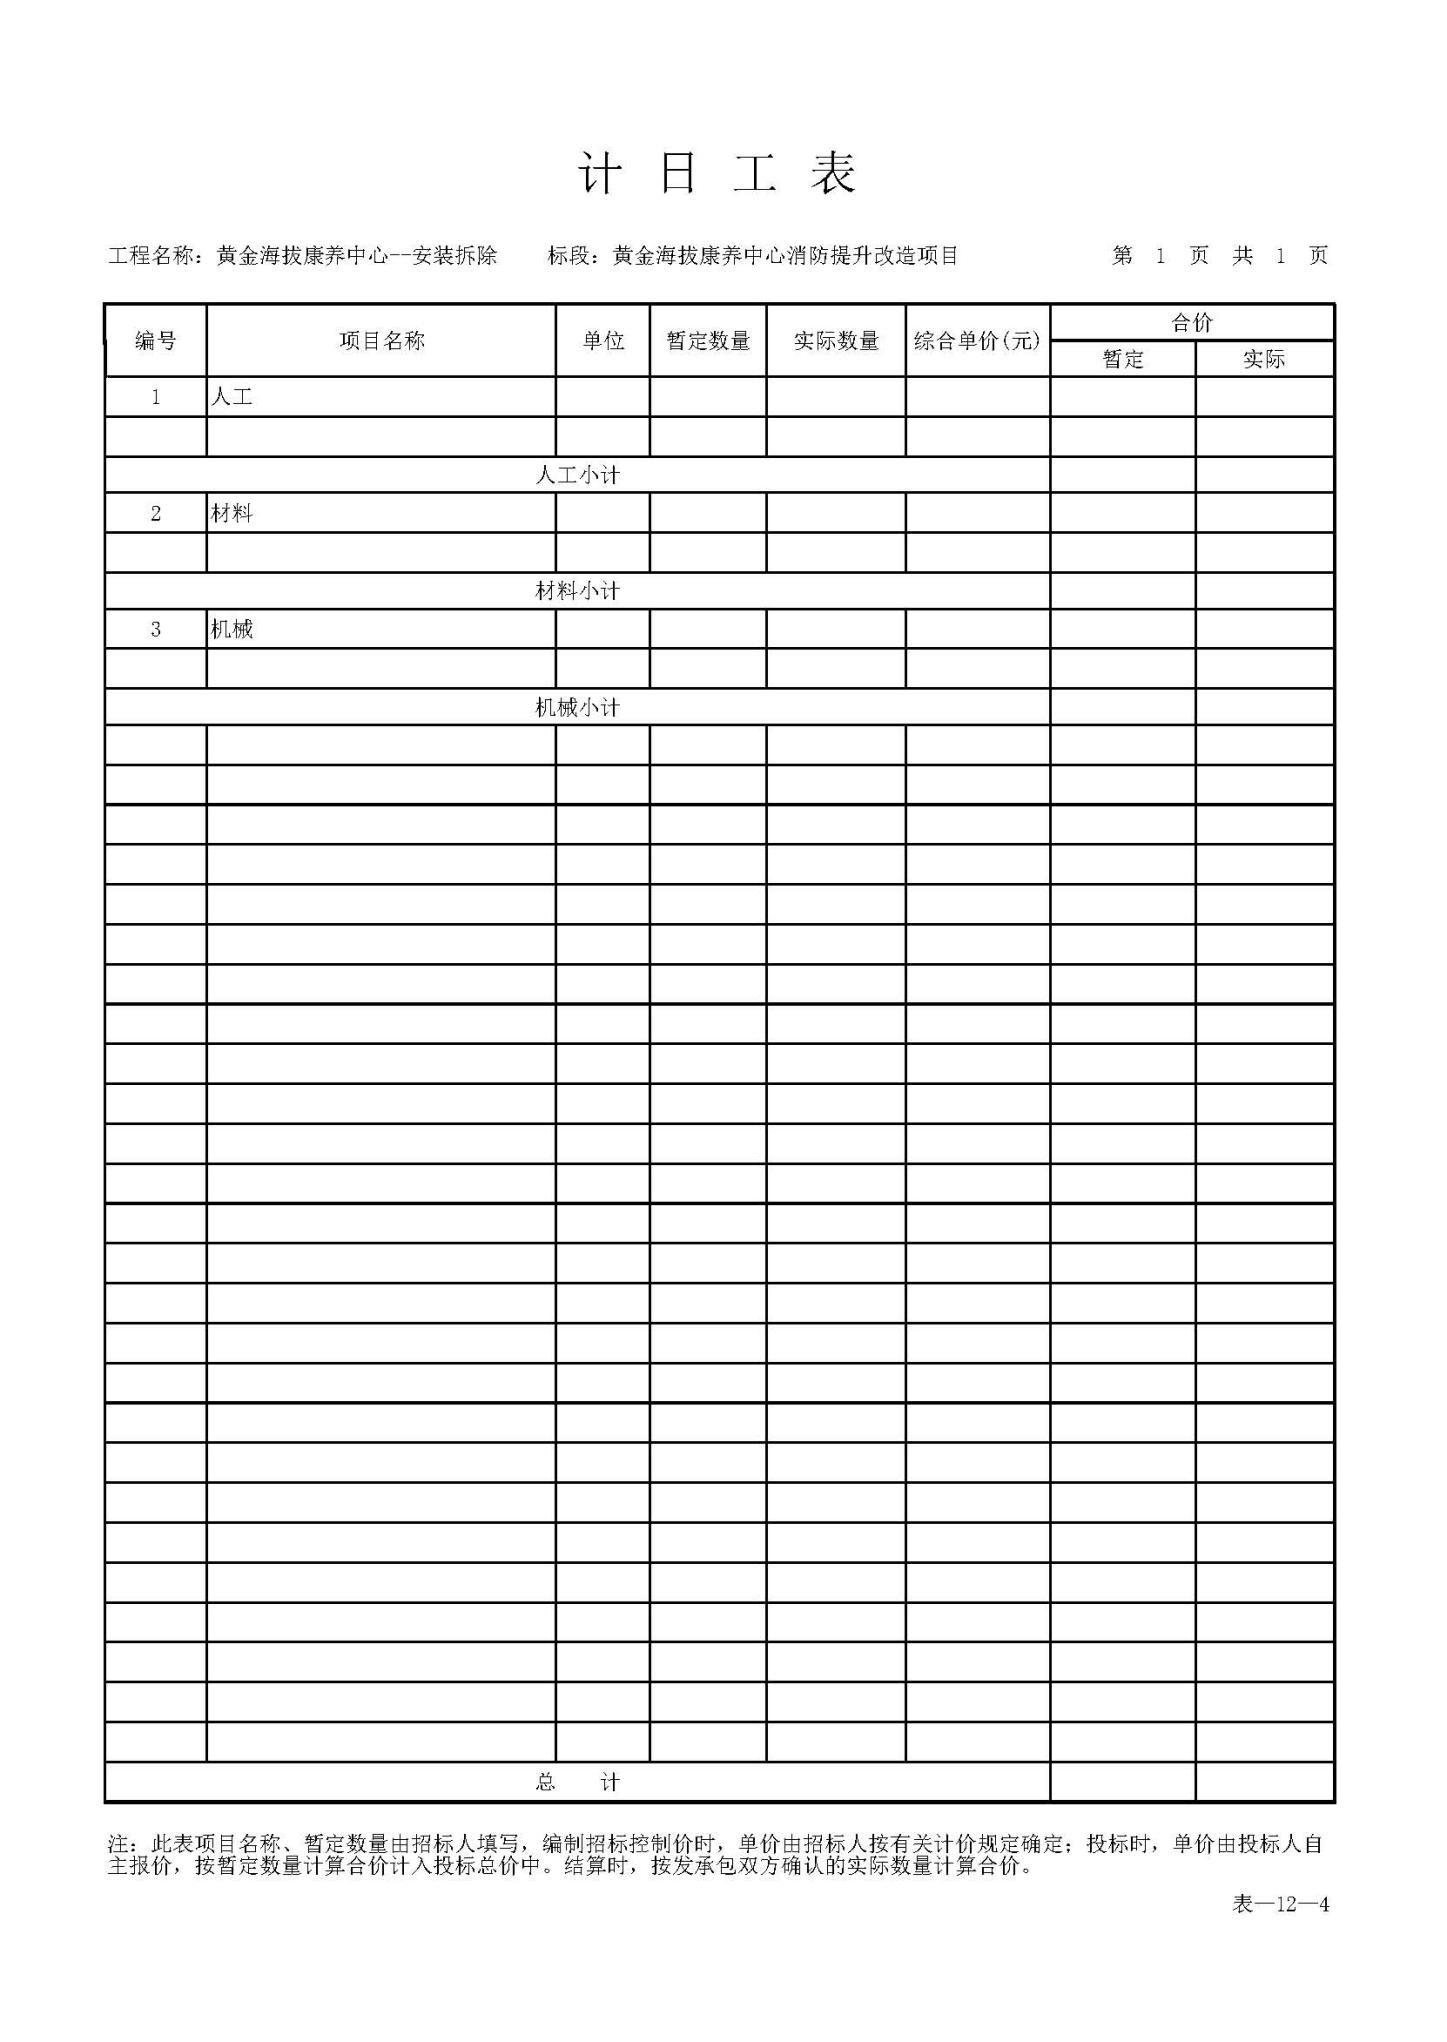 计 日 工 表
工程名称：黄金海拔康养中心--安装拆除 标段：黄金海拔康养中心消防提升改造项目 第 1 页 共 1 页
编号 项目名称 单位 暂定数量 实际数量 综合单价(元) 合价
暂定 实际
1 人工
人工小计
2 材料
材料小计
3 机械
机械小计
总 计
注：此表项目名称、暂定数量由招标人填写，编制招标控制价时，单价由招标人按有关计价规定确定；投标时，单价由投标人自
主报价，按暂定数量计算合价计入投标总价中。结算时，按发承包双方确认的实际数量计算合价。
表—12—4